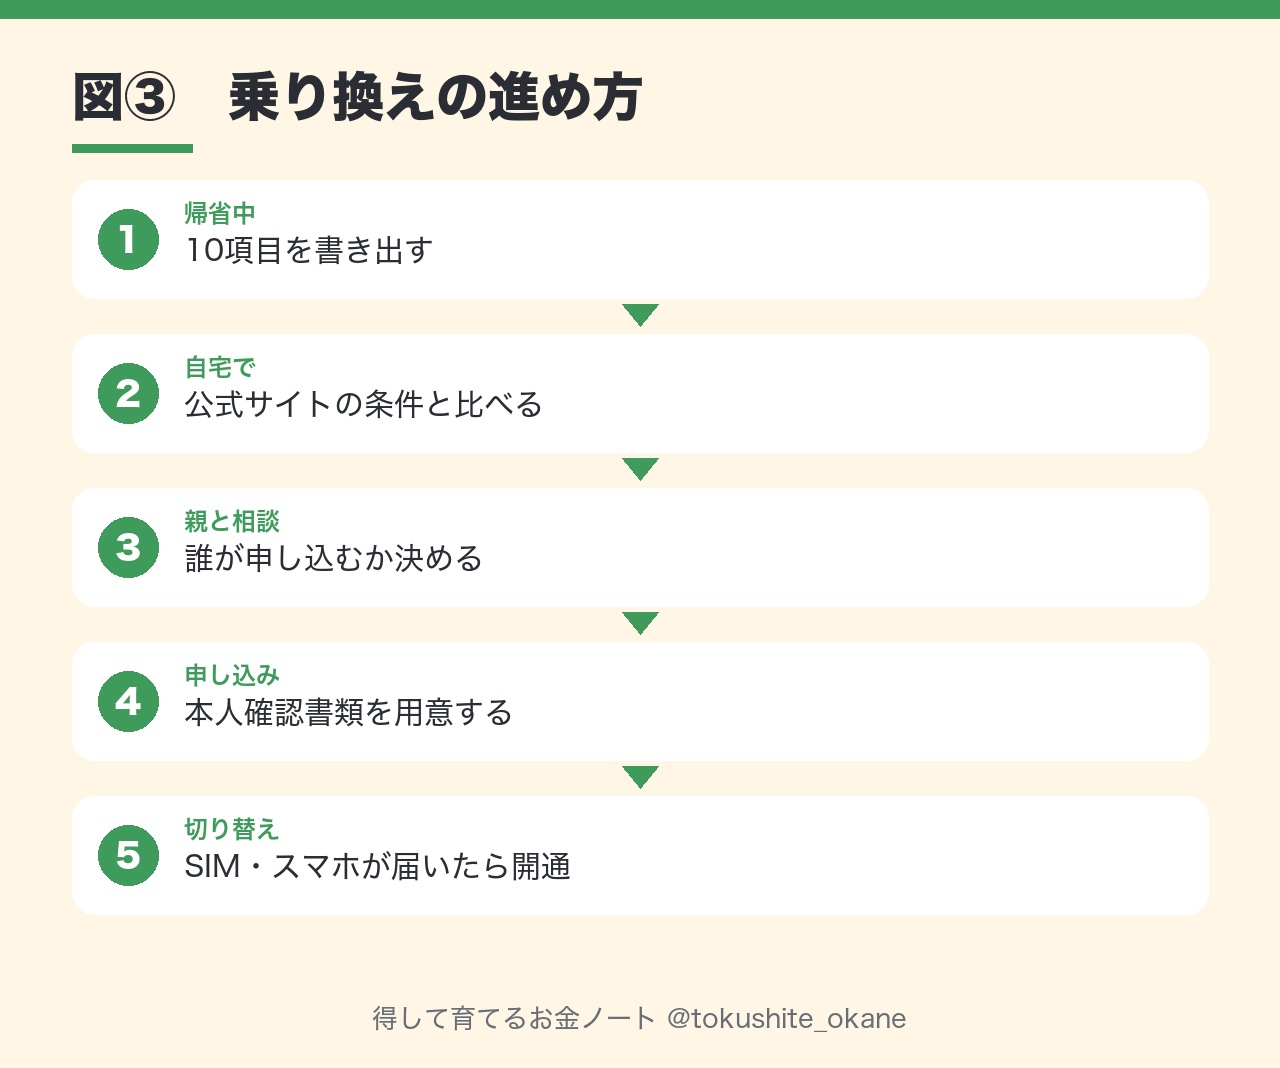 図③　乗り換えの進め方
1
帰省中
10項目を書き出す
2
自宅で
公式サイトの条件と比べる
3
親と相談
誰が申し込むか決める
4
申し込み
本人確認書類を用意する
5
切り替え
SIM・スマホが届いたら開通
得して育てるお金ノート @tokushite_okane